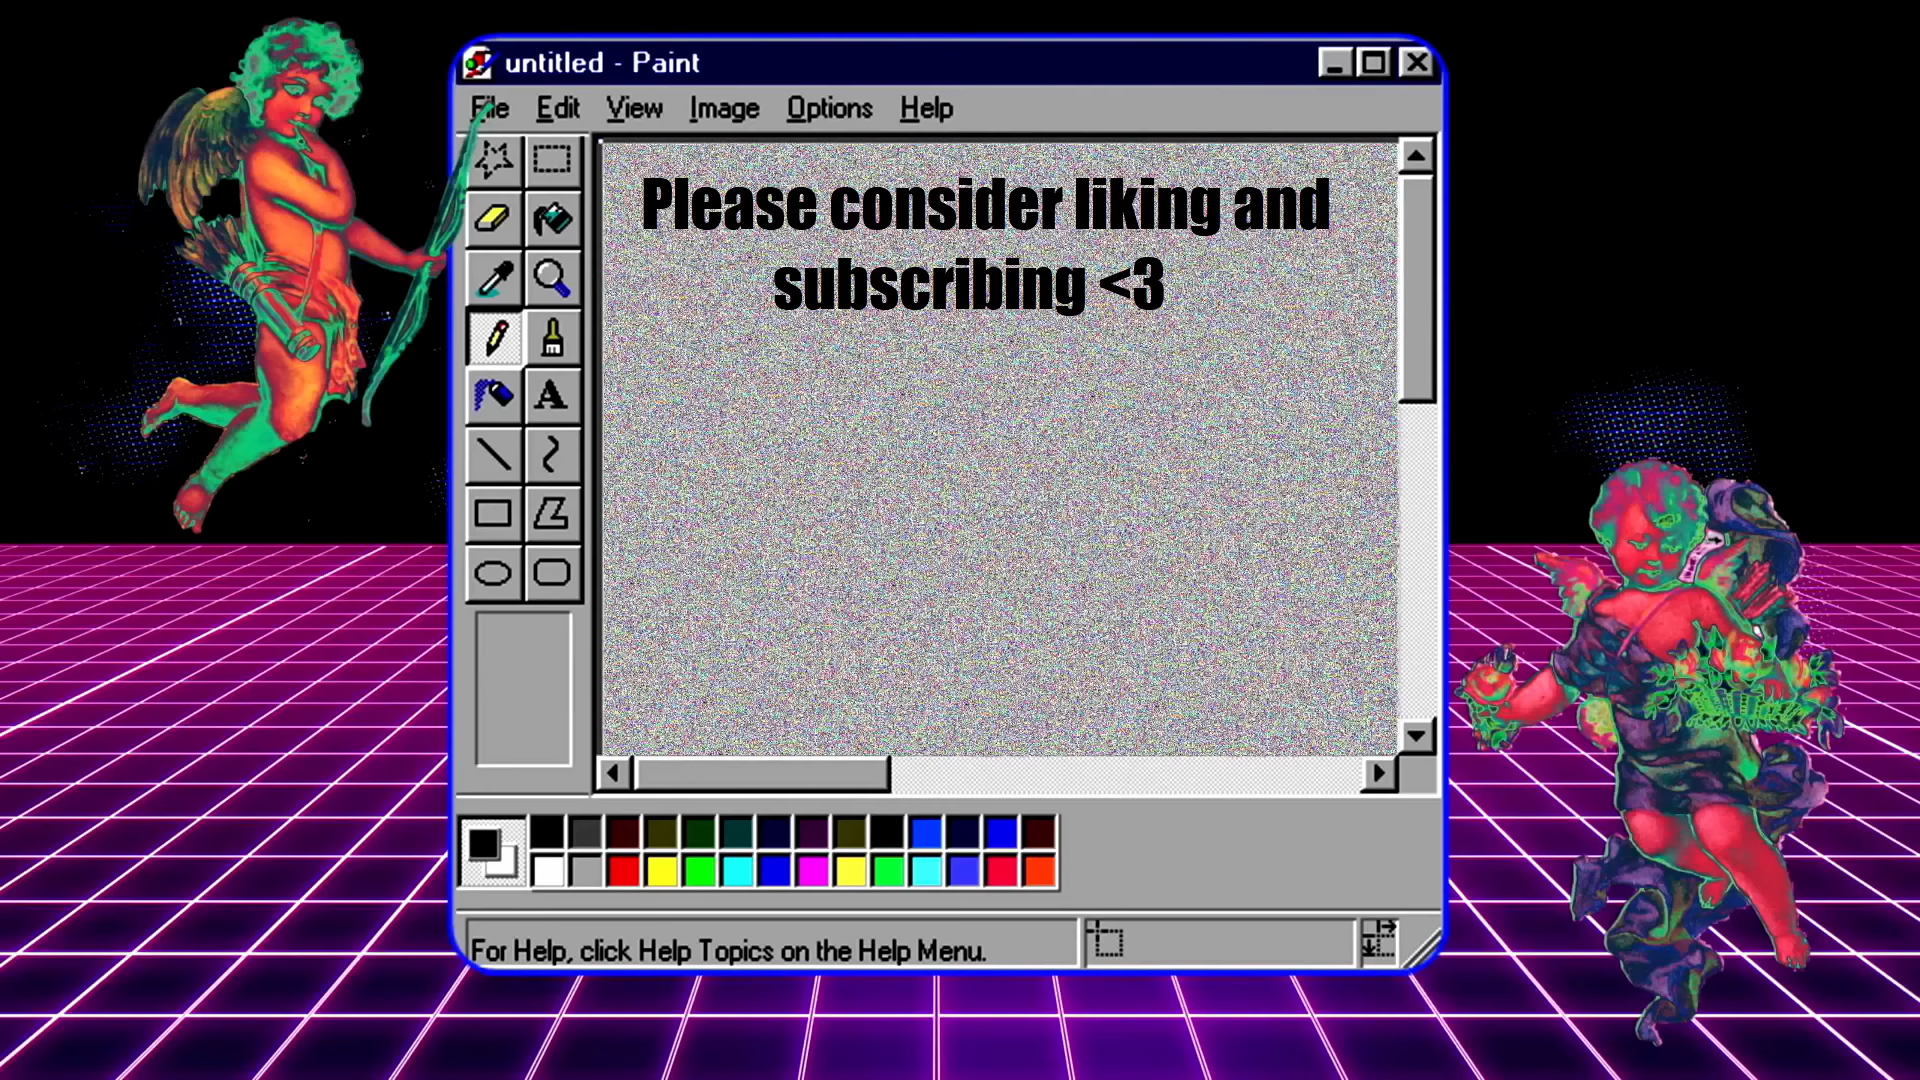 untitled - Paint
File Edit View Image Options Help
Please consider liking and
subscribing <3
A
For Help, click Help Topics on the Help Menu.